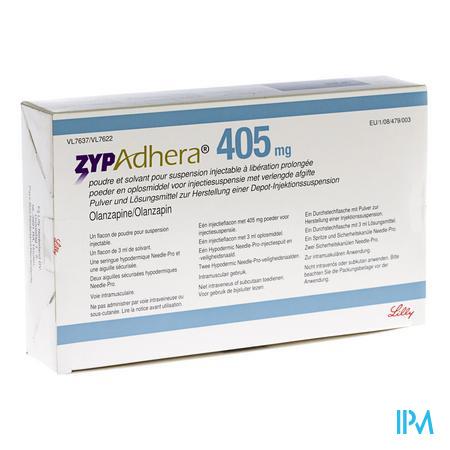 VL7637/VL7622
EU/1/08/479/003
ZYPAdhera® 405 mg
poudre et solvant pour suspension injectable à libération prolongée
poeder en oplosmiddel voor injectiesuspensie met verlengde afgifte
Pulver und Lösungsmittel zur Herstellung einer Depot-Injektionssuspension
Olanzapine/Olanzapin
Un flacon de poudre pour suspension
injectable.
Un flacon de 3 ml de solvant.
Une seringue hypodermique Needle-Pro et
une aiguille sécurisée.
Deux aiguilles sécurisées hypodermiques
Needle-Pro.
Voie intramusculaire.
Ne pas administrer par voie intraveineuse ou
sous-cutanée. Lire la notice avant utilisation.
Eén injectieflacon met 405 mg poeder voor
injectiesuspensie.
Eén injectieflacon met 3 ml oplosmiddel.
Eén Hypodermic Needle-Pro-injectiespuit en
-veiligheidsnaald.
Twee Hypodermic Needle-Pro-veiligheidsnaalden.
Intramusculair gebruik.
Niet intraveneus of subcutaan toedienen.
Voor gebruik de bijsluiter lezen.
Ein Durchstechflasche mit Pulver zur
Herstellung einer Injektionssuspension.
Ein Durchstechflasche mit 3 ml Lösungsmittel.
Ein Spritze und Sicherheitskanüle Needle-Pro.
Zwei Sicherheitskanülen Needle-Pro.
Zur intramuskulären Anwendung.
Nicht intravenös oder subkutan anwenden. Bitte
beachten Sie die Packungsbeilage vor der
Anwendung.
Lilly
IPM